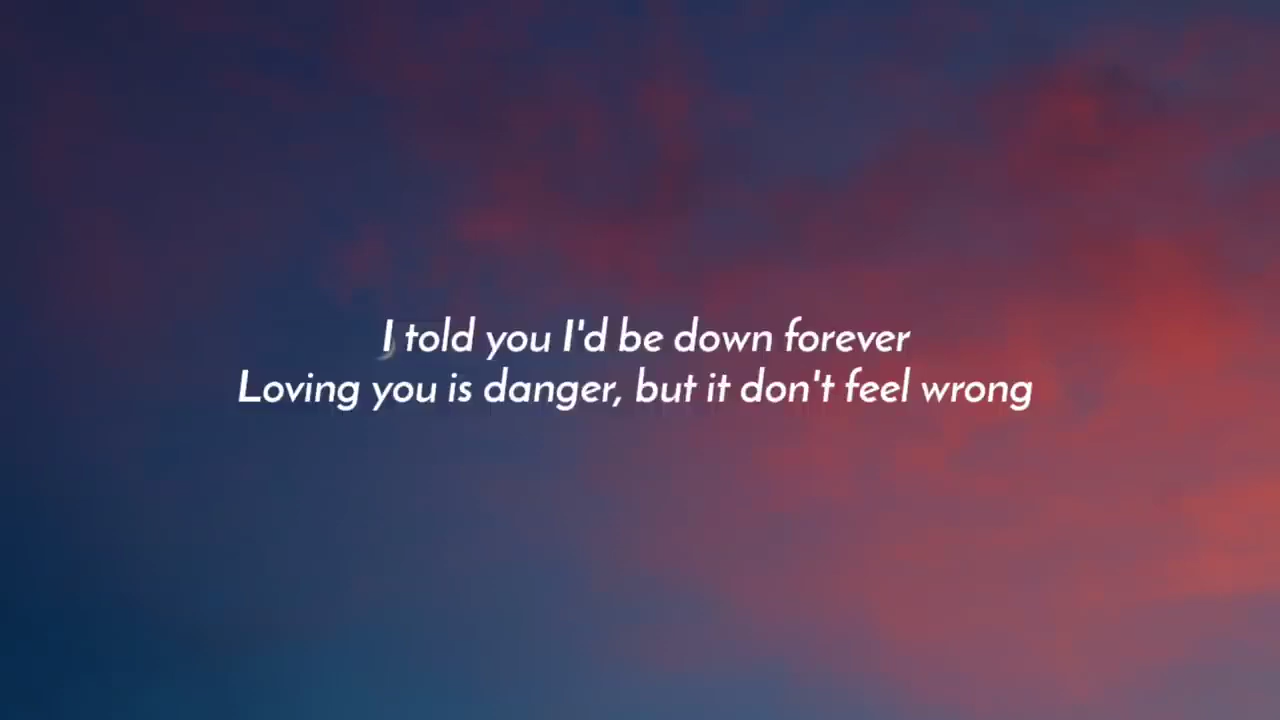 I told you I'd be down forever
Loving you is danger, but it don't feel wrong